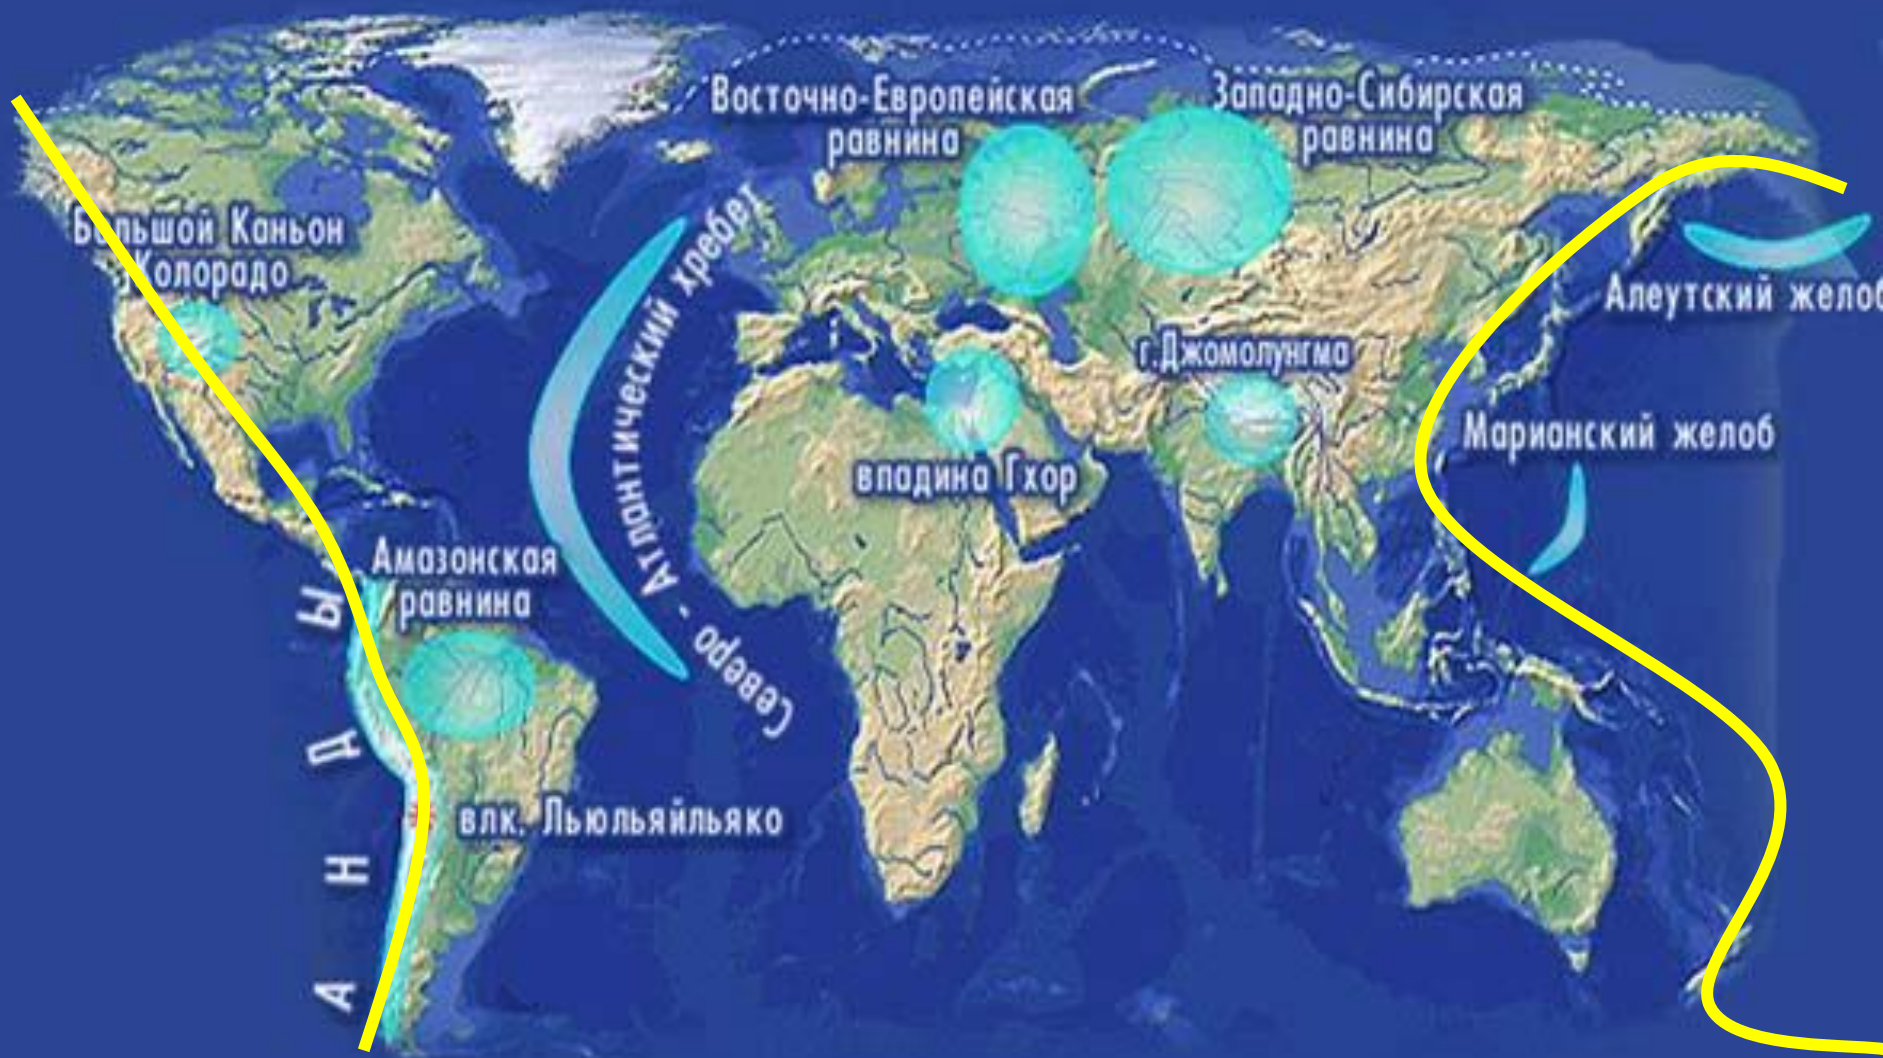 Восточно-Европейская
равнина
Западно-Сибирская
равнина
Большой Каньон
Колорадо
Северо - Атлантический хребет
Алеутский желоб
г.Джомолунгма
Марианский желоб
впадина Гхор
Амазонская
равнина
АНДЫ
влк. Льюльяйльяко